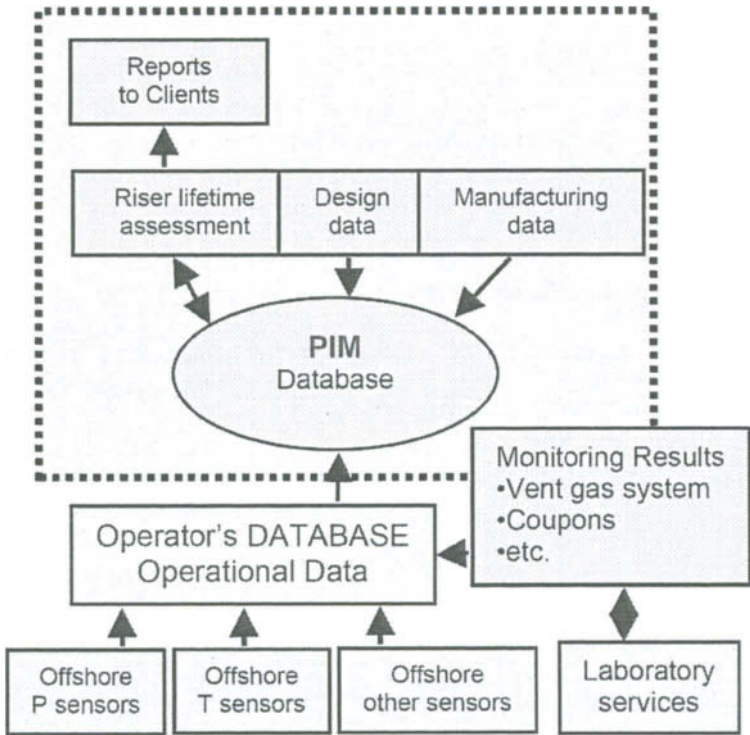 Reports
to Clients
Riser lifetime
assessment
Design
data
Manufacturing
data
PIM
Database
Monitoring Results
•Vent gas system
•Coupons
•etc.
Operator's DATABASE
Operational Data
Offshore
P sensors
Offshore
T sensors
Offshore
other sensors
Laboratory
services